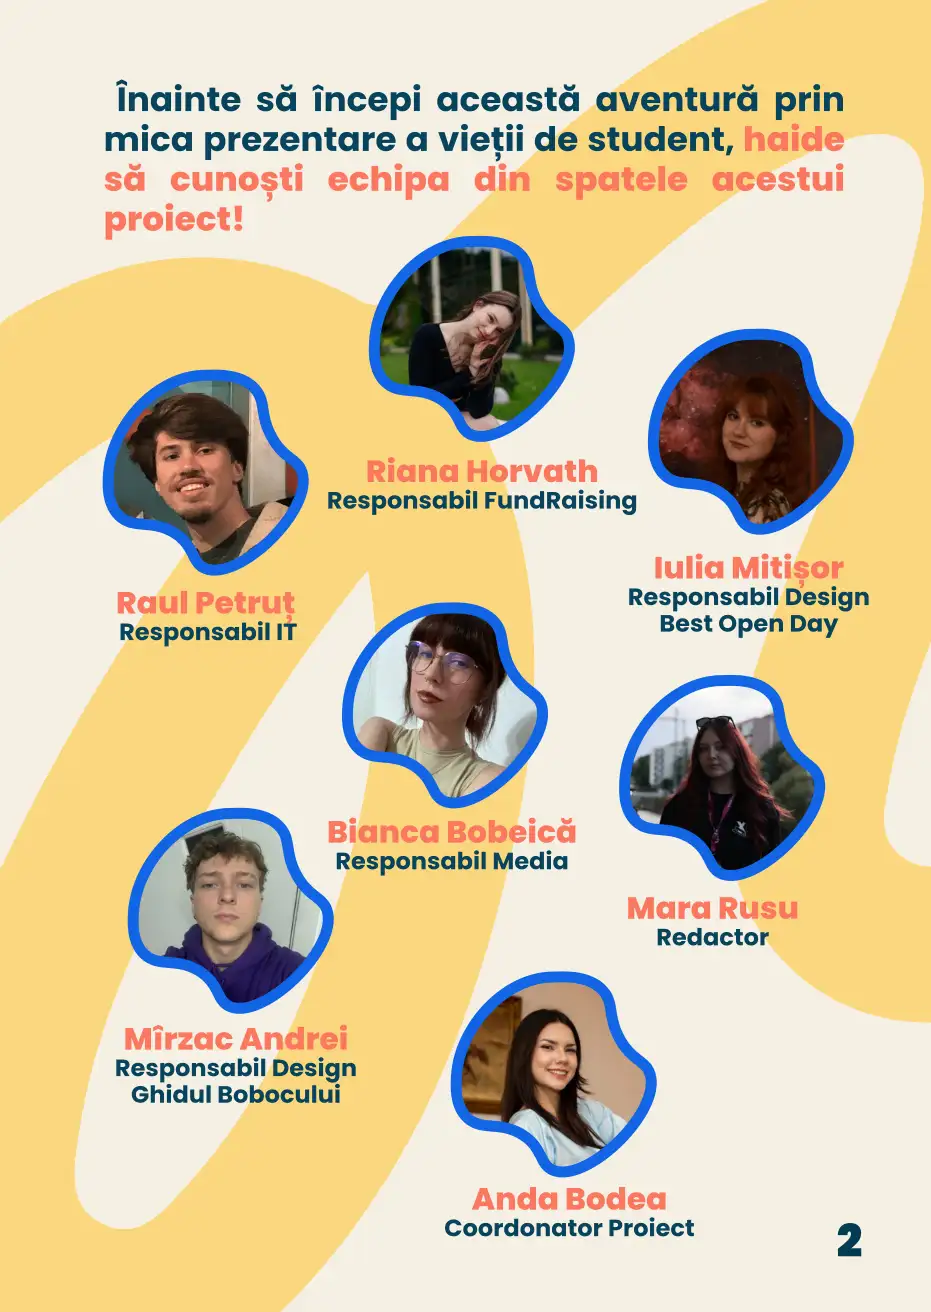 Înainte să începi această aventură prin
mica prezentare a vieții de student, haide
să cunoști echipa din spatele acestui
proiect!
Riana Horvath
Responsabil FundRaising
Raul Petruț
Responsabil IT
Iulia Mitișor
Responsabil Design
Best Open Day
Bianca Bobeică
Responsabil Media
Mara Rusu
Redactor
Mîrzac Andrei
Responsabil Design
Ghidul Bobocului
Anda Bodea
Coordonator Proiect
2